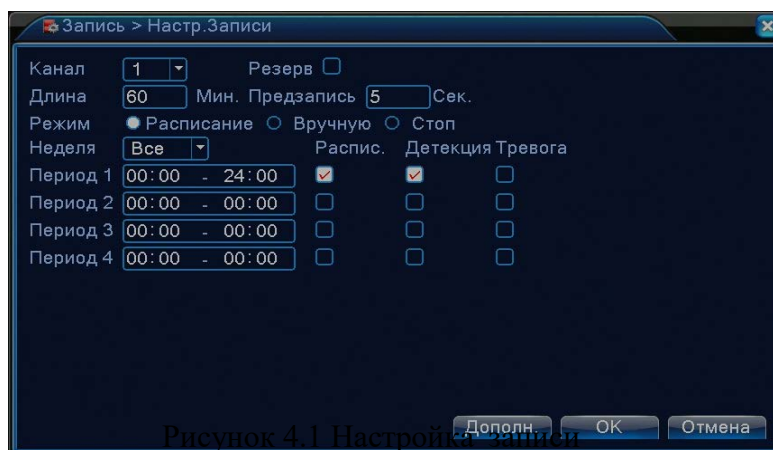 Запись > Настр.Записи
Канал 1 Резерв
Длина 60 Мин. Предзапись 5 Сек.
Режим Расписание Вручную Стоп
Неделя Все Распис. Детекция Тревога
Период 1 00:00 - 24:00
Период 2 00:00 - 00:00
Период 3 00:00 - 00:00
Период 4 00:00 - 00:00
Дополн. OK Отмена
Рисунок 4.1 Настройка записи